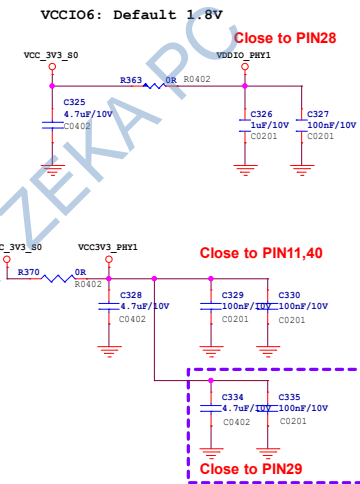 VCCIO6: Default 1.8V
Close to PIN28
VCC_3V3_S0
VDDIO_PHY1
R363
0R
R0402
C325
4.7uF/10V
C0402
C326
1uF/10V
C0201
C327
100nF/10V
C0201
ZEKA PC
C_3V3_S0
VCC3V3_PHY1
Close to PIN11,40
R370
0R
R0402
C328
4.7uF/10V
C0402
C329
100nF/10V
C0201
C330
100nF/10V
C0201
C334
4.7uF/10V
C0402
C335
100nF/10V
C0201
Close to PIN29